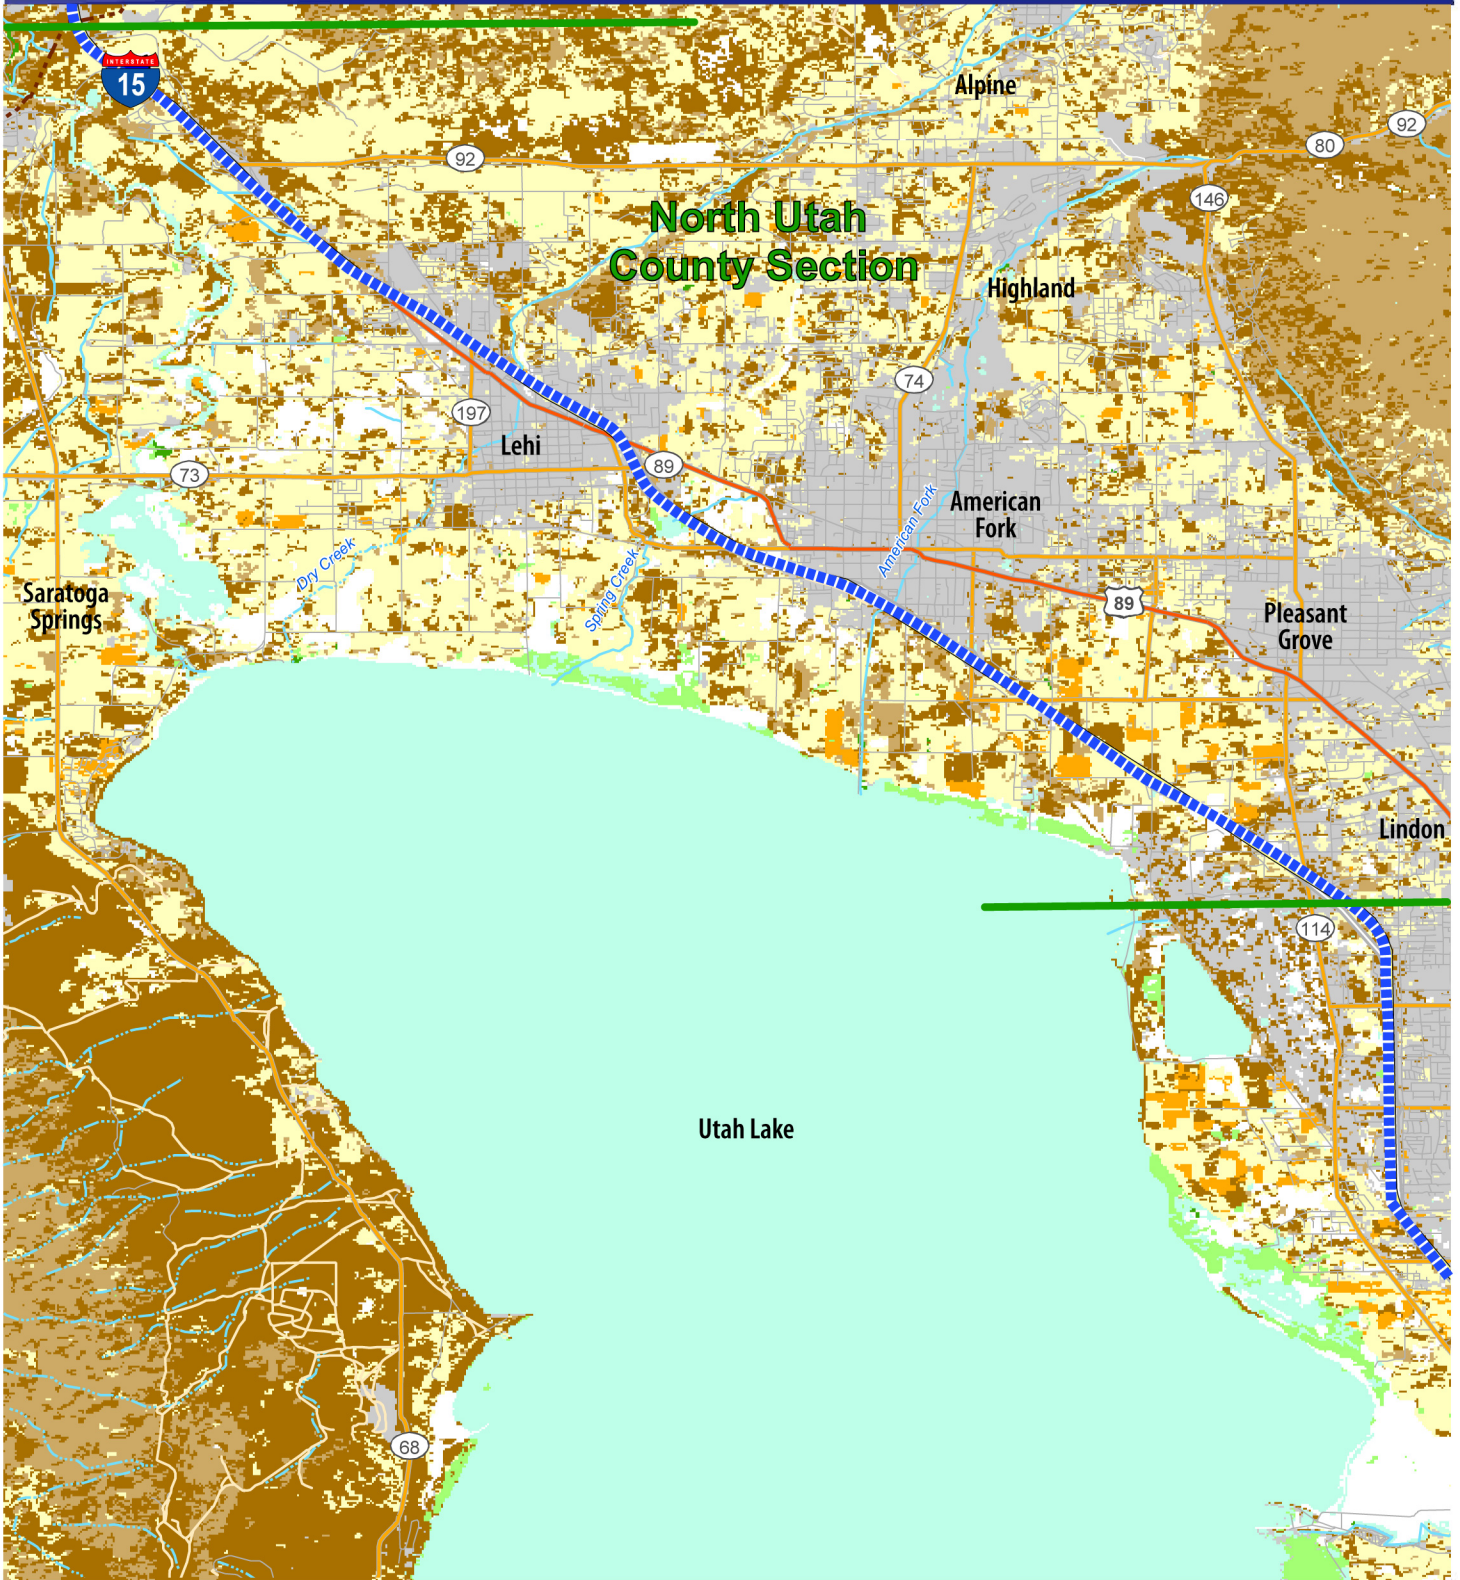 INTERSTATE
15
Alpine
92
80
92
146
North Utah
County Section
Highland
74
197
Lehi
89
73
American
Fork
American Fork
Dry Creek
Spring Creek
Saratoga
Springs
89
Pleasant
Grove
Lindon
114
Utah Lake
68